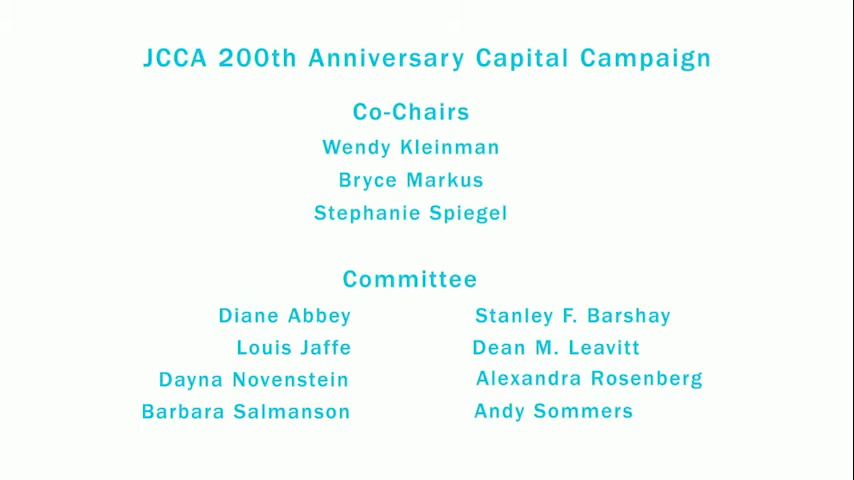 JCCA 200th Anniversary Capital Campaign
Co-Chairs
Wendy Kleinman
Bryce Markus
Stephanie Spiegel
Committee
Diane Abbey Stanley F. Barshay
Louis Jaffe Dean M. Leavitt
Dayna Novenstein Alexandra Rosenberg
Barbara Salmanson Andy Sommers